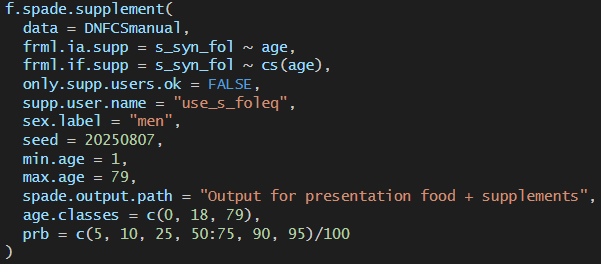 f.spade.supplement(
  data = DNFCSmanual,
  frml.ia.supp = s_syn_fol ~ age,
  frml.if.supp = s_syn_fol ~ cs(age),
  only.supp.users.ok = FALSE,
  supp.user.name = "use_s_foleq",
  sex.label = "men",
  seed = 20250807,
  min.age = 1,
  max.age = 79,
  spade.output.path = "Output for presentation food + supplements",
  age.classes = c(0, 18, 79),
  prb = c(5, 10, 25, 50:75, 90, 95)/100
)